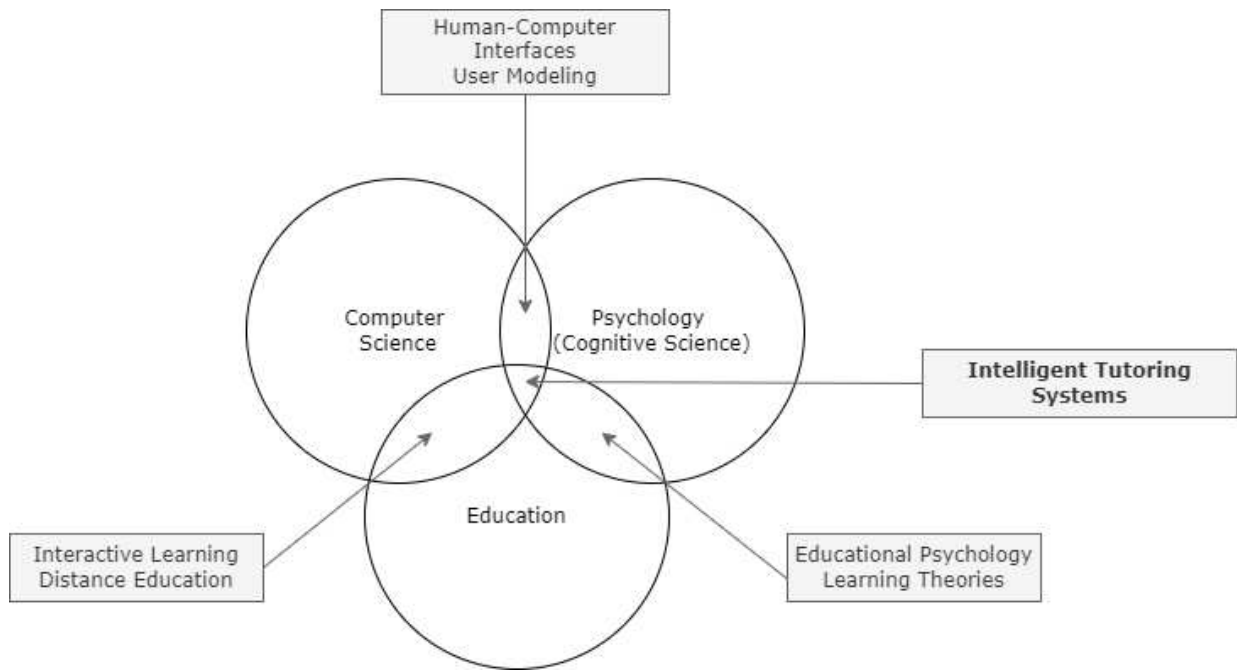 Human-Computer
Interfaces
User Modeling
Computer
Science
Psychology
(Cognitive Science)
Intelligent Tutoring
Systems
Education
Interactive Learning
Distance Education
Educational Psychology
Learning Theories